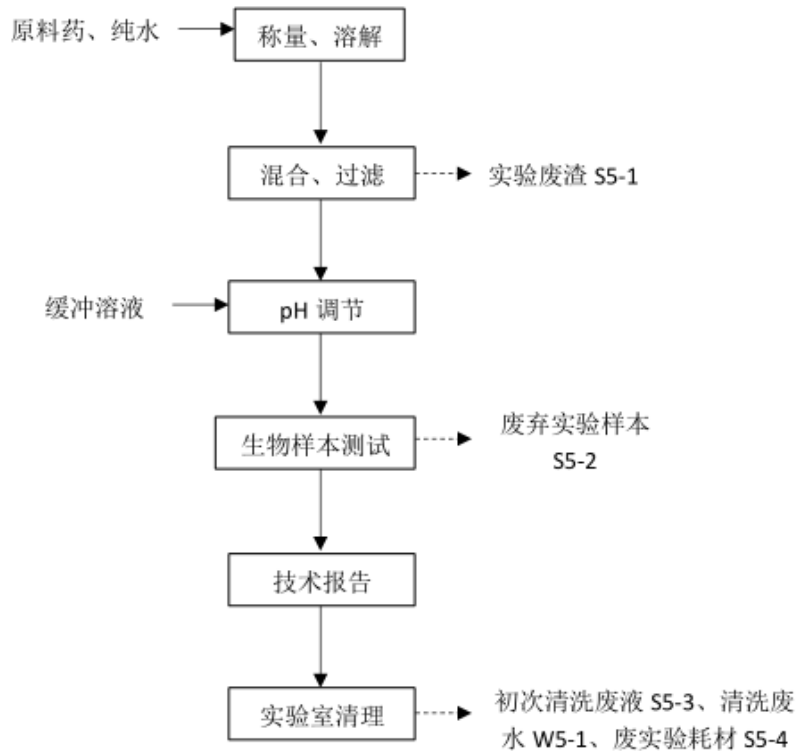 原料药、纯水
称量、溶解
混合、过滤
实验废渣 S5-1
缓冲溶液
pH 调节
生物样本测试
废弃实验样本
S5-2
技术报告
实验室清理
初次清洗废液 S5-3、清洗废
水 W5-1、废实验耗材 S5-4